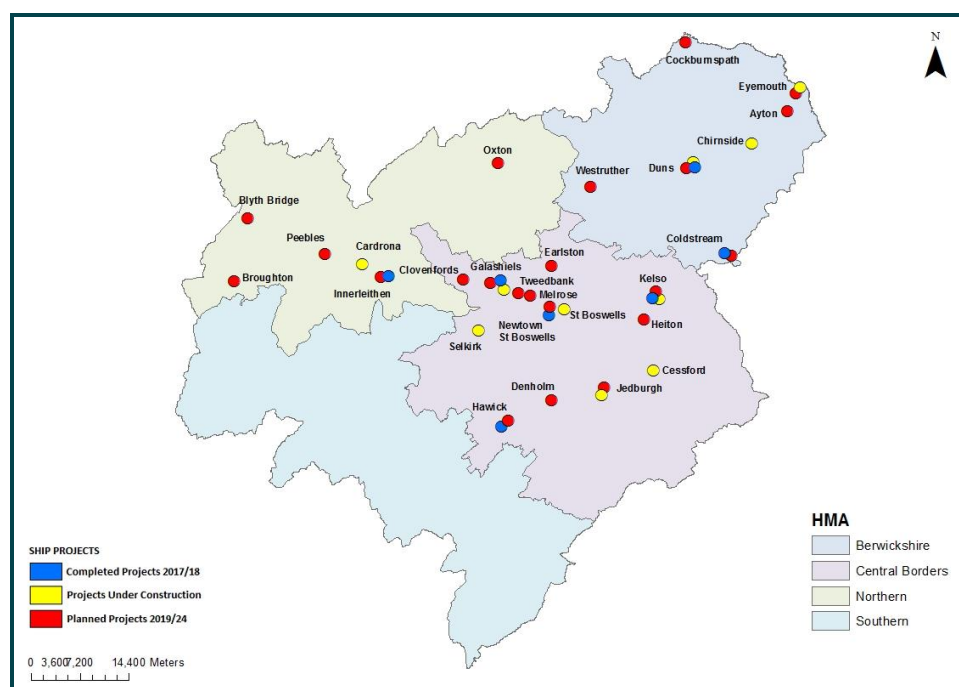 N
Cockburnspath
Eyemouth
Ayton
Chirnside
Oxton
Duns
Westruther
Blyth Bridge
Coldstream
Peebles
Cardrona
Earlston
Clovenfords
Galashiels
Kelso
Broughton
Tweedbank
Innerleithen
Melrose
Newtown
St Boswells
St Boswells
Heiton
Selkirk
Cessford
Denholm
Jedburgh
Hawick
HMA
Berwickshire
Central Borders
Northern
Southern
SHIP PROJECTS
Completed Projects 2017/18
Projects Under Construction
Planned Projects 2019/24
0 3,600 7,200 14,400 Meters